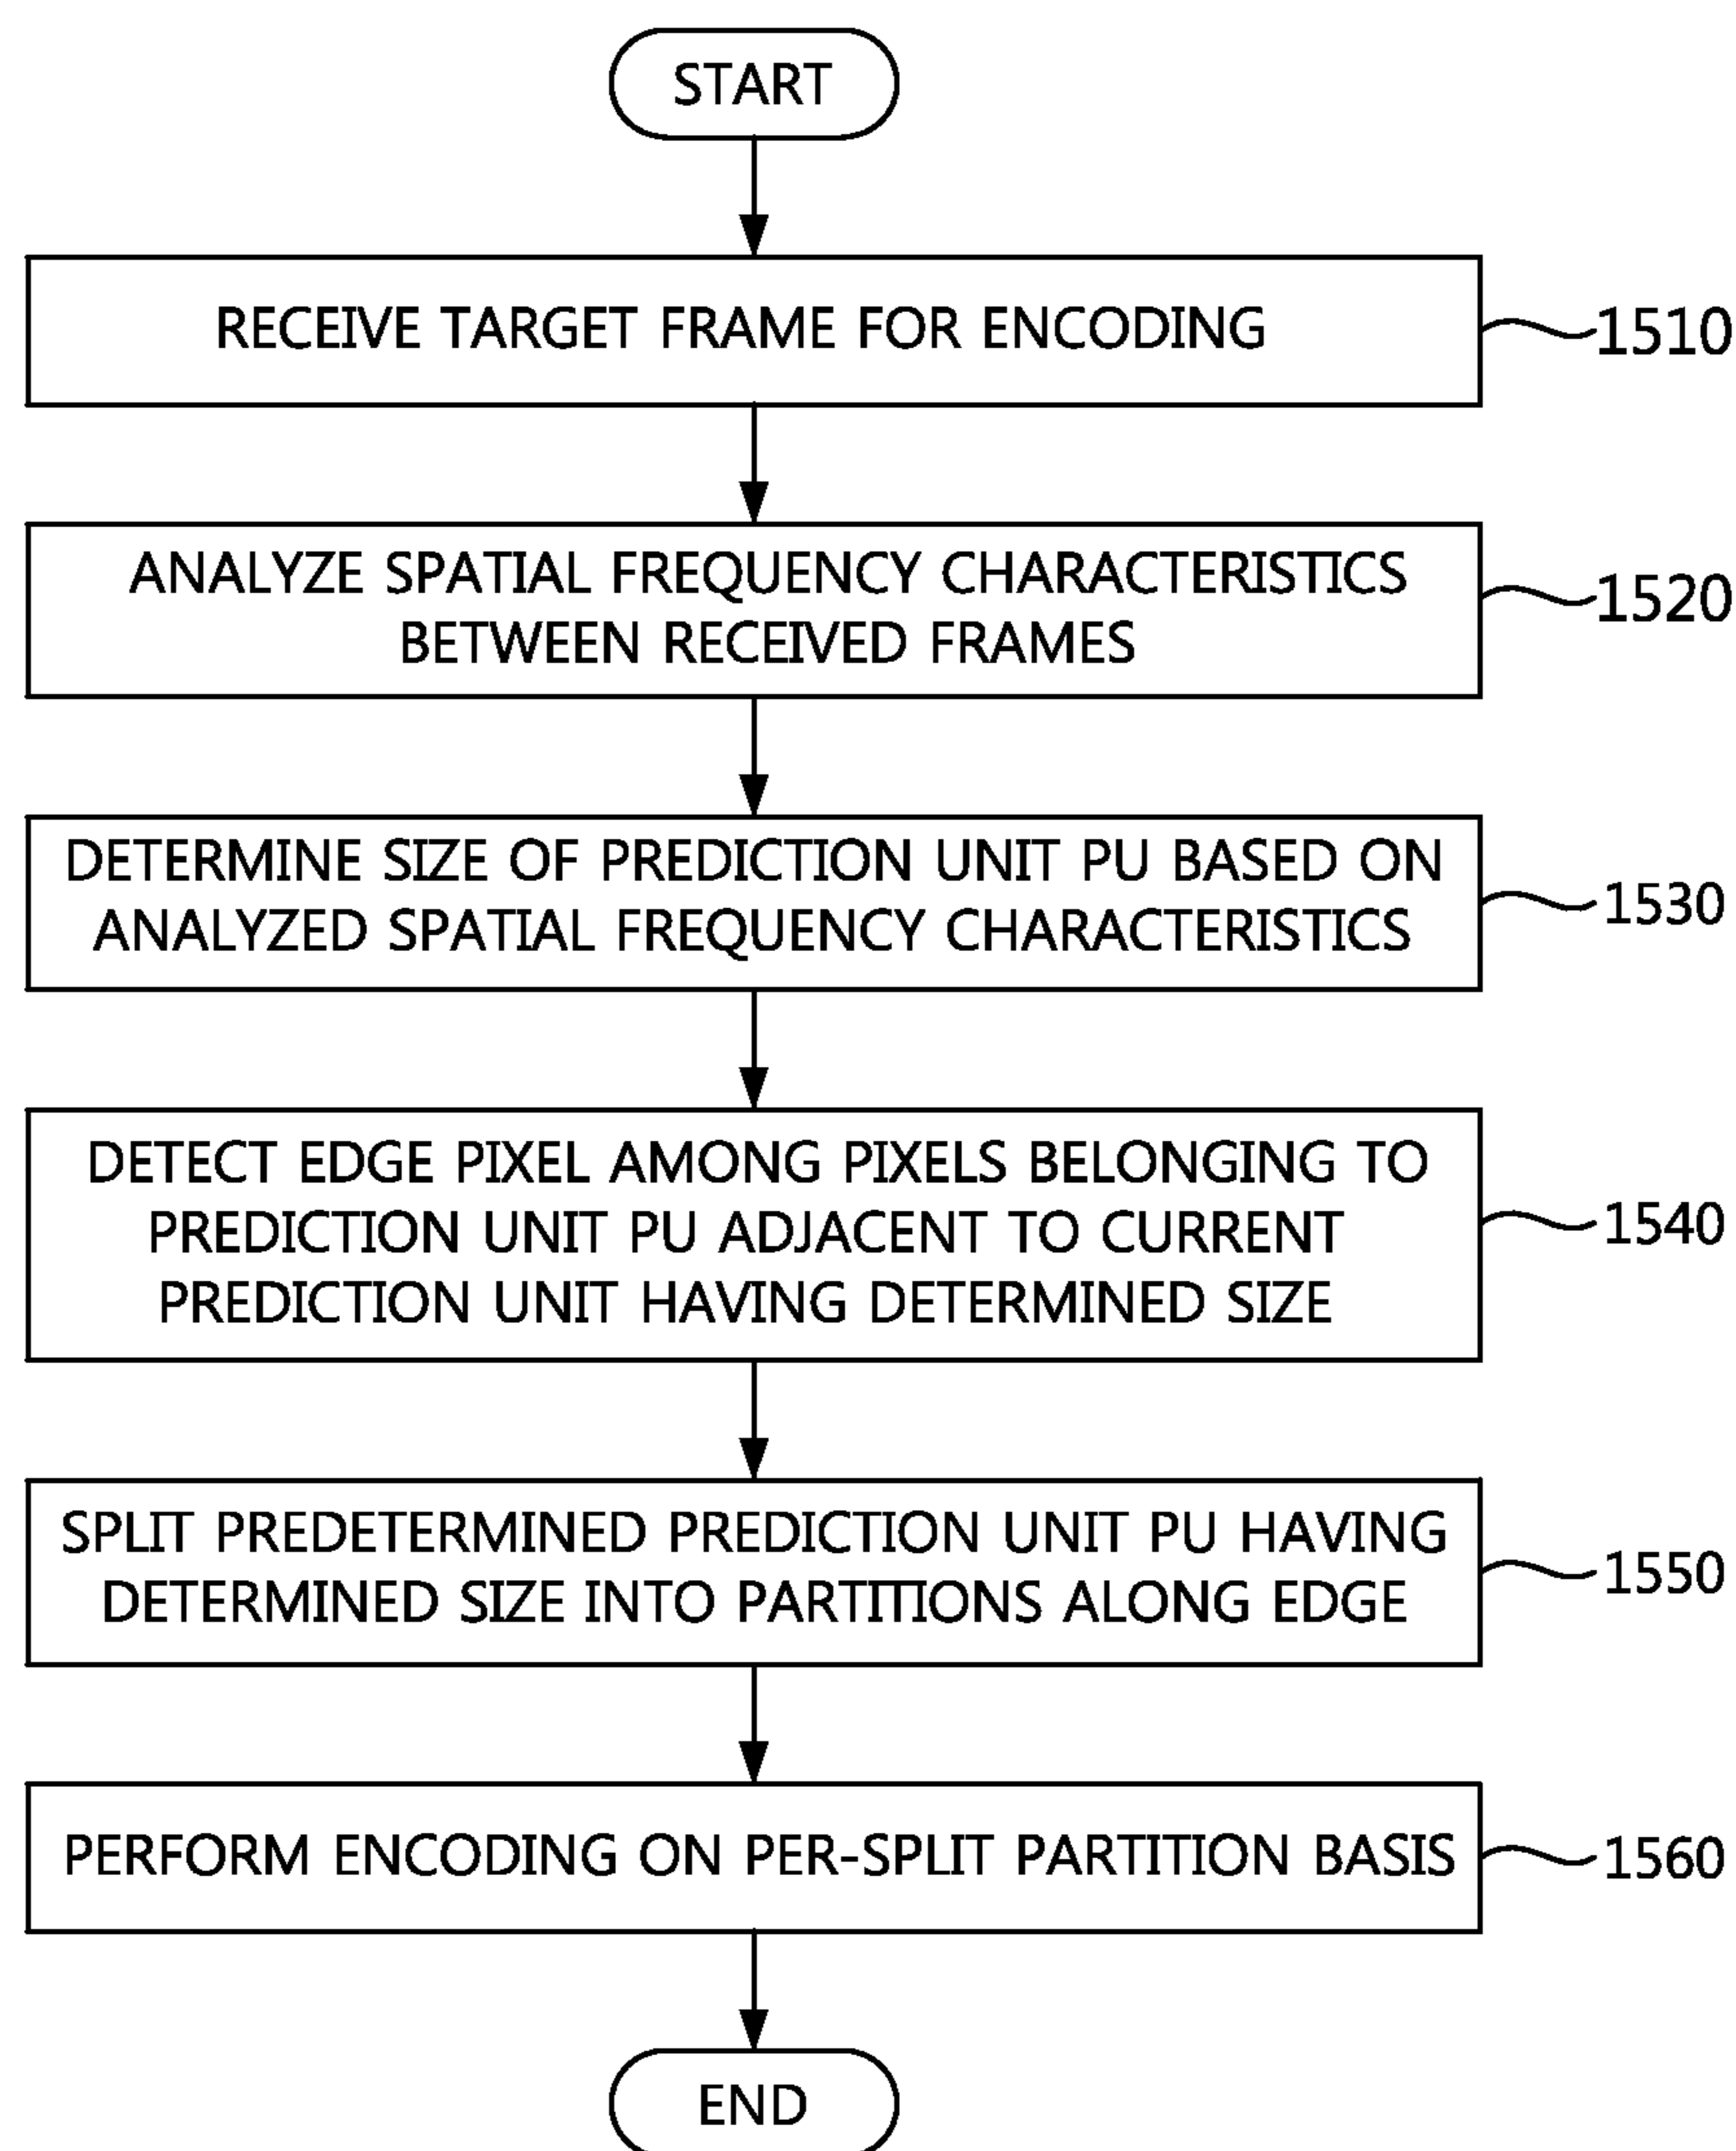 START
RECEIVE TARGET FRAME FOR ENCODING
1510
ANALYZE SPATIAL FREQUENCY CHARACTERISTICS
BETWEEN RECEIVED FRAMES
1520
DETERMINE SIZE OF PREDICTION UNIT PU BASED ON
ANALYZED SPATIAL FREQUENCY CHARACTERISTICS
1530
DETECT EDGE PIXEL AMONG PIXELS BELONGING TO
PREDICTION UNIT PU ADJACENT TO CURRENT
PREDICTION UNIT HAVING DETERMINED SIZE
1540
SPLIT PREDETERMINED PREDICTION UNIT PU HAVING
DETERMINED SIZE INTO PARTITIONS ALONG EDGE
1550
PERFORM ENCODING ON PER-SPLIT PARTITION BASIS
1560
END